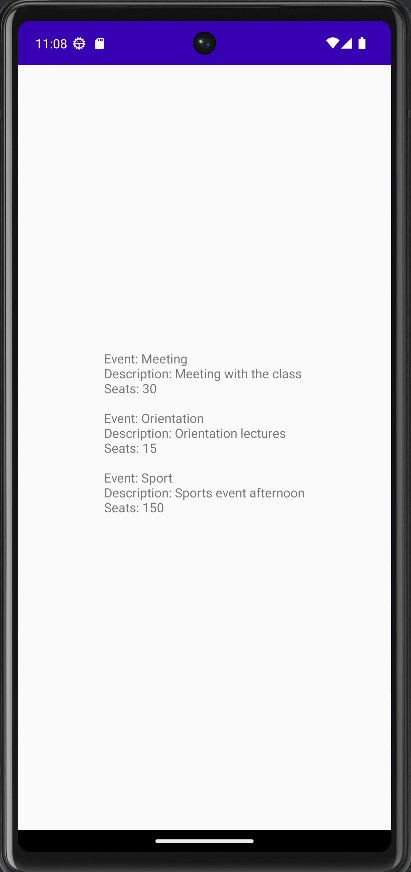 11:08
Event: Meeting
Description: Meeting with the class
Seats: 30
Event: Orientation
Description: Orientation lectures
Seats: 15
Event: Sport
Description: Sports event afternoon
Seats: 150